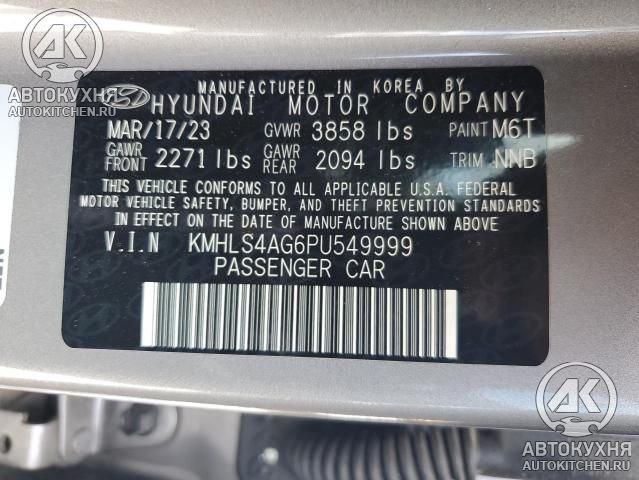 MANUFACTURED IN KOREA BY
HYUNDAI MOTOR COMPANY
MAR/17/23 GVWR 3858 lbs PAINT M6T
GAWR FRONT 2271 lbs GAWR REAR 2094 lbs TRIM NNB
THIS VEHICLE CONFORMS TO ALL APPLICABLE U.S.A. FEDERAL
MOTOR VEHICLE SAFETY, BUMPER, AND THEFT PREVENTION STANDARDS
IN EFFECT ON THE DATE OF MANUFACTURE SHOWN ABOVE
V.I.N KMHLS4AG6PU549999
PASSENGER CAR
АК
АВТОКУХНЯ
AUTOKITCHEN.RU
АК
АВТОКУХНЯ
AUTOKITCHEN.RU